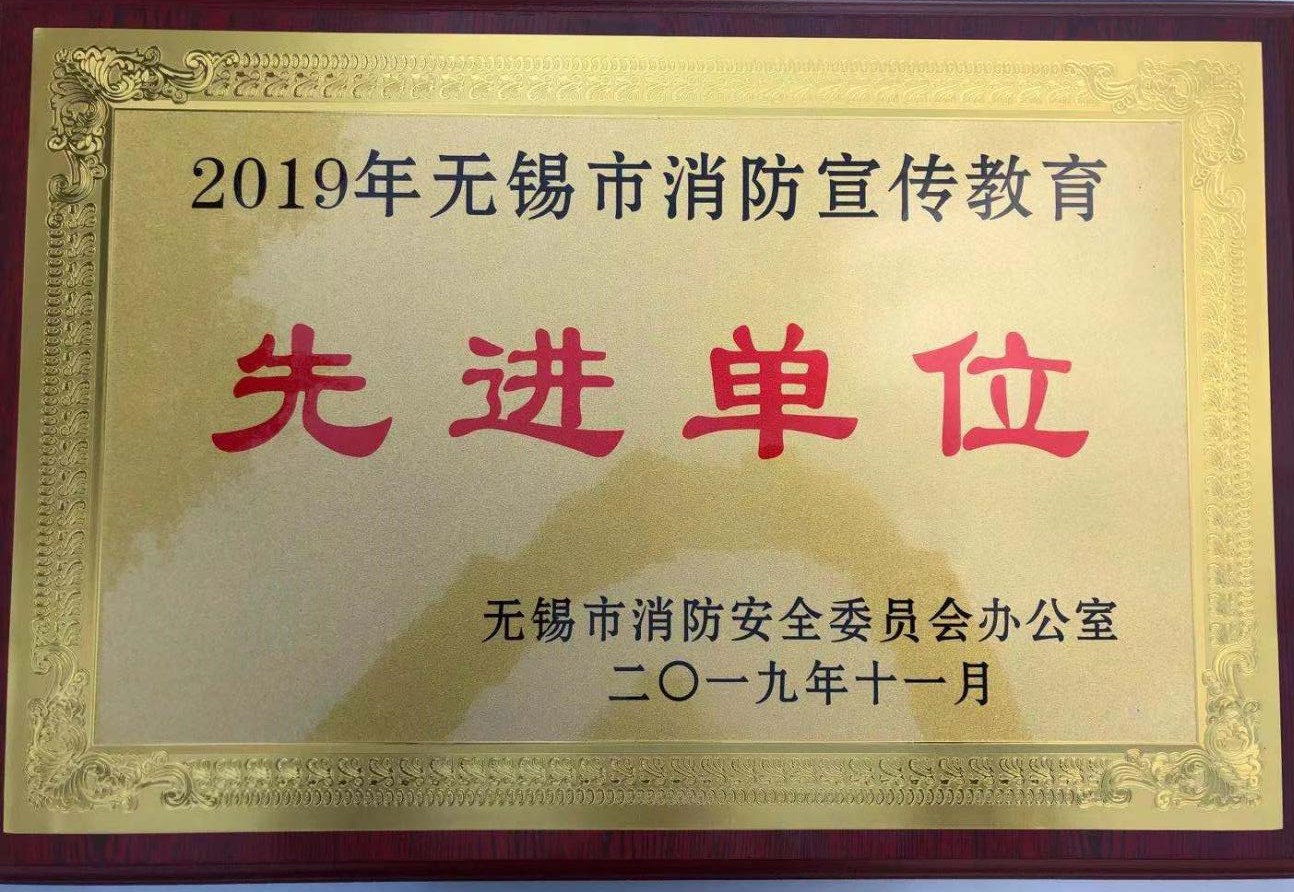 2019年无锡市消防宣传教育
先进单位
无锡市消防安全委员会办公室
二〇一九年十一月